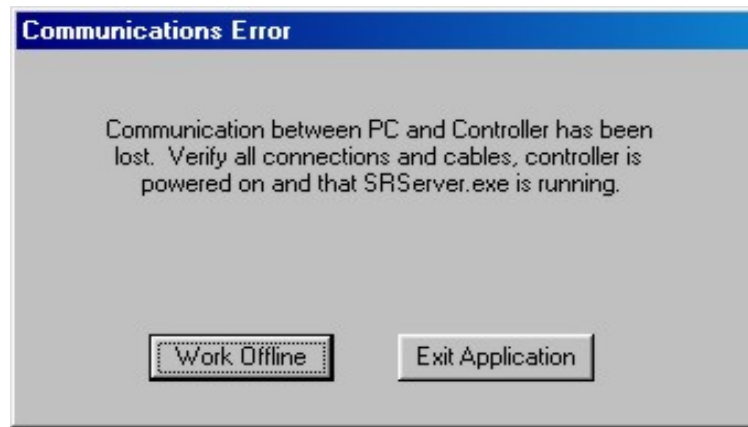 Communications Error
Communication between PC and Controller has been
lost.  Verify all connections and cables, controller is
powered on and that SRServer.exe is running.
Work Offline
Exit Application